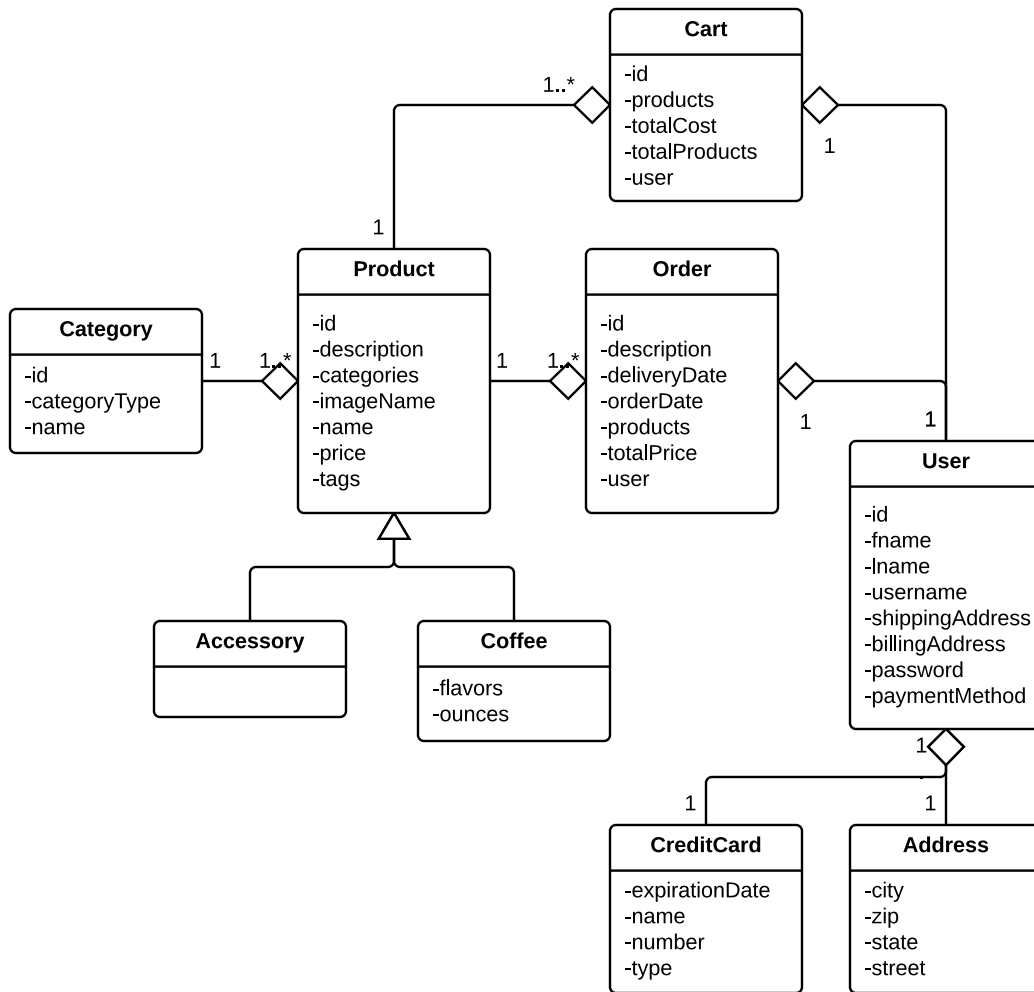 Cart
-id
-products
-totalCost
-totalProducts
-user
1..*
1
1
Product
-id
-description
-categories
-imageName
-name
-price
-tags
Order
-id
-description
-deliveryDate
-orderDate
-products
-totalPrice
-user
Category
-id
-categoryType
-name
1
1..*
1
1..*
1
1
User
-id
-fname
-lname
-username
-shippingAddress
-billingAddress
-password
-paymentMethod
Accessory
Coffee
-flavors
-ounces
1
1
1
CreditCard
-expirationDate
-name
-number
-type
Address
-city
-zip
-state
-street